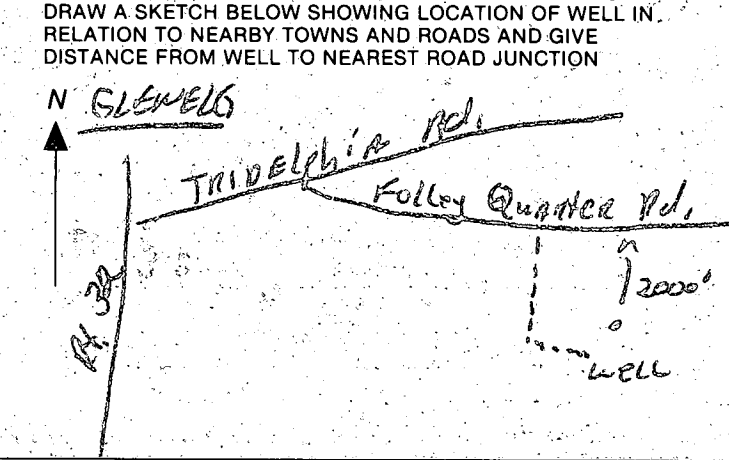 DRAW A SKETCH BELOW SHOWING LOCATION OF WELL IN
RELATION TO NEARBY TOWNS AND ROADS AND GIVE
DISTANCE FROM WELL TO NEAREST ROAD JUNCTION
N
GLENELG
TRIDElphiA Rd.
Folley QuARTER Rd.
Rt. 32
2000'
WELL